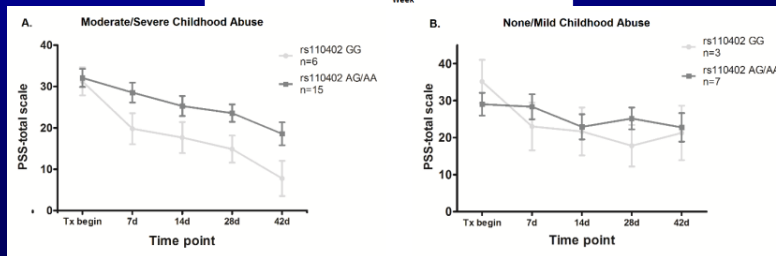 Week
A.
Moderate/Severe Childhood Abuse
rs110402 GG
n=6
rs110402 AG/AA
n=15
PSS-total scale
40
30
20
10
0
Tx begin 7d 14d 28d 42d
Time point
B.
None/Mild Childhood Abuse
rs110402 GG
n=3
rs110402 AG/AA
n=7
PSS-total scale
40
30
20
10
0
Tx begin 7d 14d 28d 42d
Time point